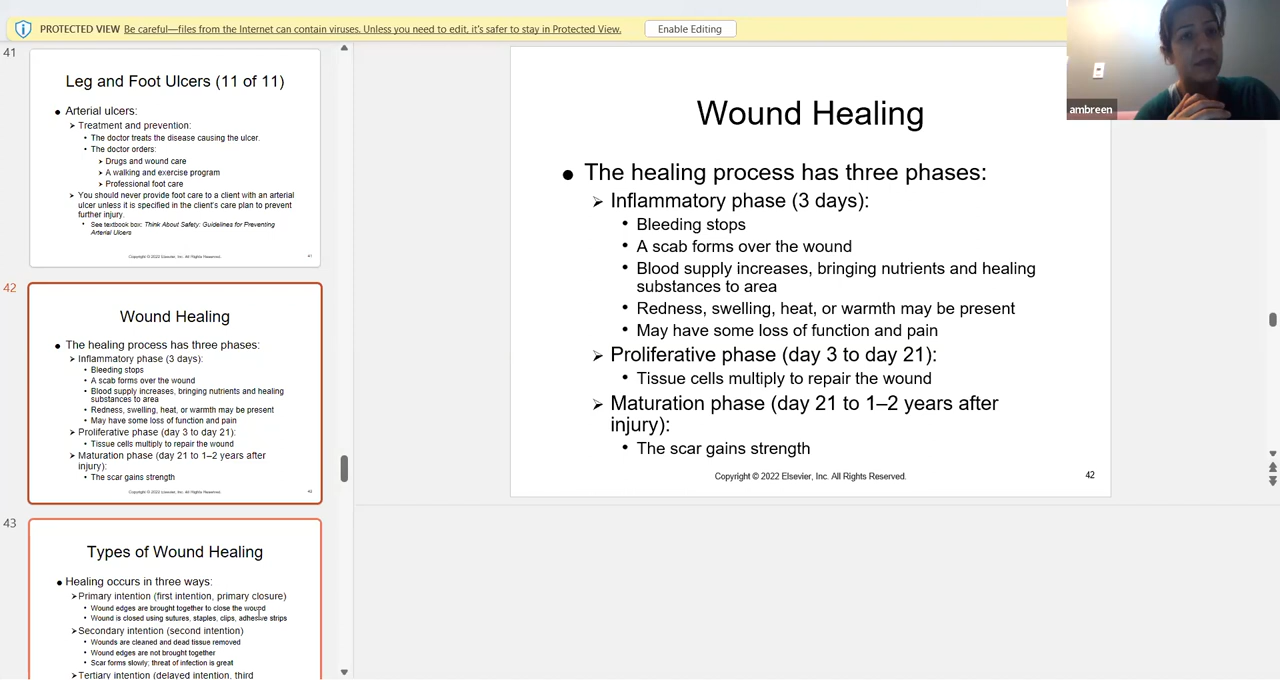 PROTECTED VIEW Be careful—files from the Internet can contain viruses. Unless you need to edit, it's safer to stay in Protected View. Enable Editing
ambreen
41
Leg and Foot Ulcers (11 of 11)
● Arterial ulcers:
➤ Treatment and prevention:
• The doctor treats the disease causing the ulcer.
• The doctor orders:
➤ Drugs and wound care
➤ A walking and exercise program
➤ Professional foot care
➤ You should never provide foot care to a client with an arterial
ulcer unless it is specified in the client's care plan to prevent
further injury.
• See textbook box: Think About Safety: Guidelines for Preventing
Arterial Ulcers
Copyright © 2022 Elsevier, Inc. All Rights Reserved.
41
42
Wound Healing
● The healing process has three phases:
➤ Inflammatory phase (3 days):
• Bleeding stops
• A scab forms over the wound
• Blood supply increases, bringing nutrients and healing
substances to area
• Redness, swelling, heat, or warmth may be present
• May have some loss of function and pain
➤ Proliferative phase (day 3 to day 21):
• Tissue cells multiply to repair the wound
➤ Maturation phase (day 21 to 1–2 years after
injury):
• The scar gains strength
Copyright © 2022 Elsevier, Inc. All Rights Reserved.
42
43
Types of Wound Healing
● Healing occurs in three ways:
➤ Primary intention (first intention, primary closure)
• Wound edges are brought together to close the wound
• Wound is closed using sutures, staples, clips, adhesive strips
➤ Secondary intention (second intention)
• Wounds are cleaned and dead tissue removed
• Wound edges are not brought together
• Scar forms slowly; threat of infection is great
➤ Tertiary intention (delayed intention, third
Wound Healing
● The healing process has three phases:
➤ Inflammatory phase (3 days):
• Bleeding stops
• A scab forms over the wound
• Blood supply increases, bringing nutrients and healing
substances to area
• Redness, swelling, heat, or warmth may be present
• May have some loss of function and pain
➤ Proliferative phase (day 3 to day 21):
• Tissue cells multiply to repair the wound
➤ Maturation phase (day 21 to 1–2 years after
injury):
• The scar gains strength
Copyright © 2022 Elsevier, Inc. All Rights Reserved.
42